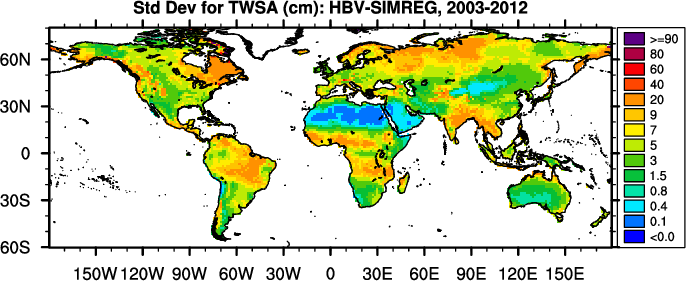 Std Dev for TWSA (cm): HBV-SIMREG, 2003-2012
60N
30N
0
30S
60S
150W 120W 90W 60W 30W 0 30E 60E 90E 120E 150E
>=90
80
60
40
20
9
7
5
3
1.5
0.8
0.4
0.1
<0.0